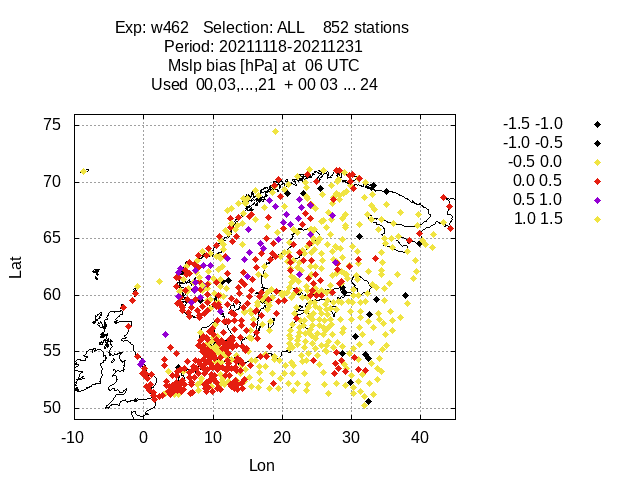 Exp: w462 Selection: ALL 852 stations
Period: 20211118-20211231
Mslp bias [hPa] at 06 UTC
Used 00,03,...,21 + 00 03 ... 24
-1.5 -1.0
-1.0 -0.5
-0.5 0.0
0.0 0.5
0.5 1.0
1.0 1.5
75
70
65
60
55
50
Lat
-10 0 10 20 30 40
Lon